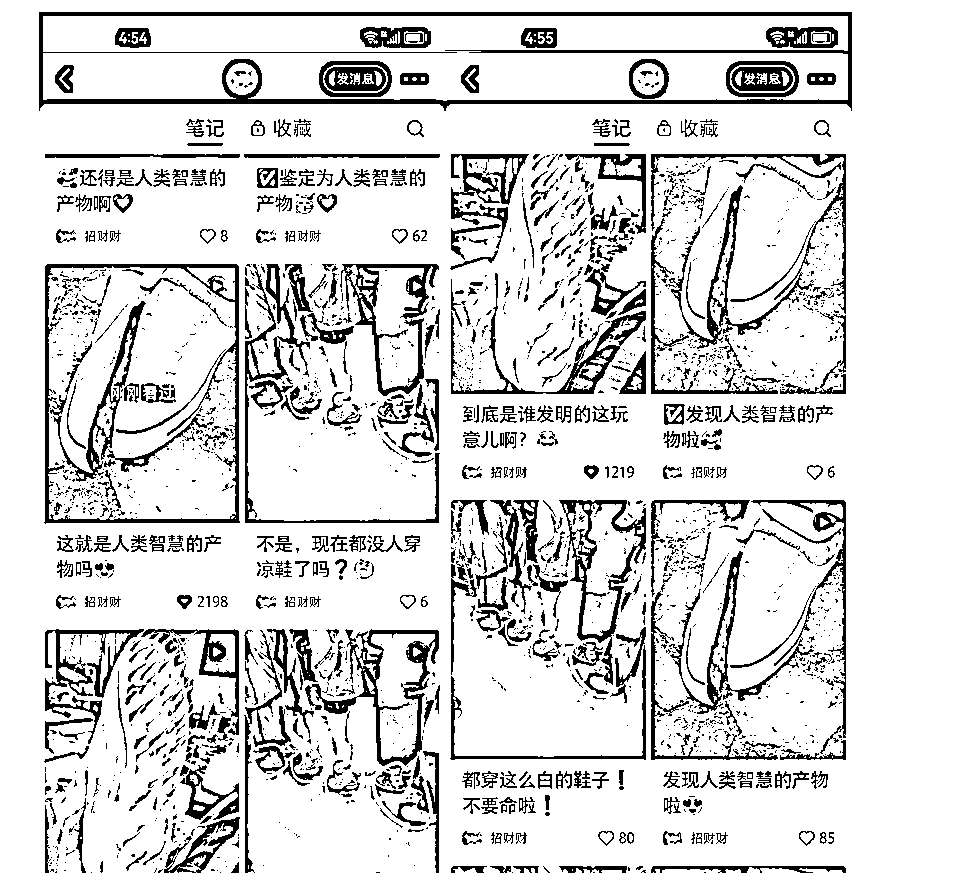 4:54
发消息
笔记 收藏
还得是人类智慧的
产物啊
招财财 8
鉴定为人类智慧的
产物
招财财 62
刚刚看过
这就是人类智慧的产
物吗
招财财 2198
不是，现在都没人穿
凉鞋了吗？
招财财 6
4:55
发消息
笔记 收藏
到底是谁发明的这玩
意儿啊？
招财财 1219
发现人类智慧的产
物啦
招财财 6
都穿这么白的鞋子！
不要命啦！
招财财 80
发现人类智慧的产物
啦
招财财 85